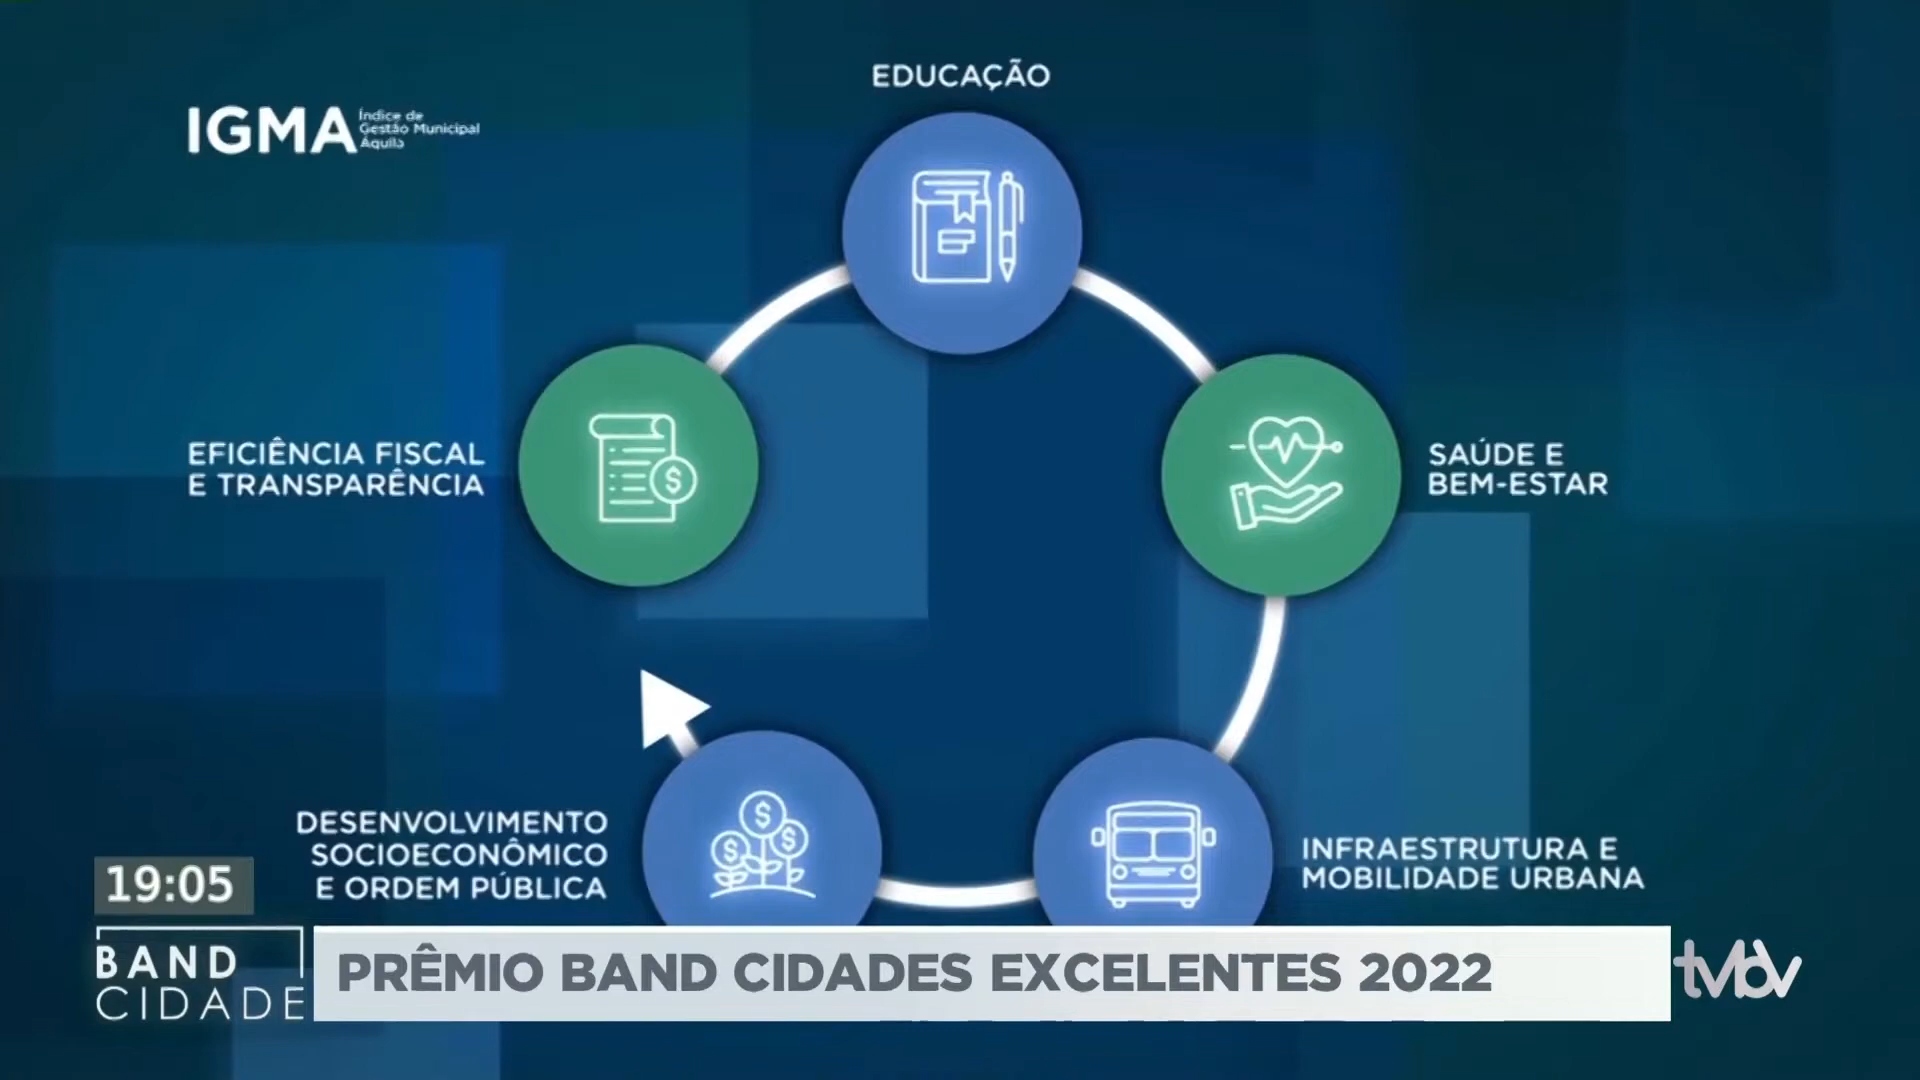 EDUCAÇÃO
IGMA
Índice de
Gestão Municipal
Áquila
EFICIÊNCIA FISCAL
E TRANSPARÊNCIA
$
SAÚDE E
BEM-ESTAR
DESENVOLVIMENTO
SOCIOECONÔMICO
E ORDEM PÚBLICA
$
$
$
INFRAESTRUTURA E
MOBILIDADE URBANA
19:05
BAND
CIDADE
PRÊMIO BAND CIDADES EXCELENTES 2022